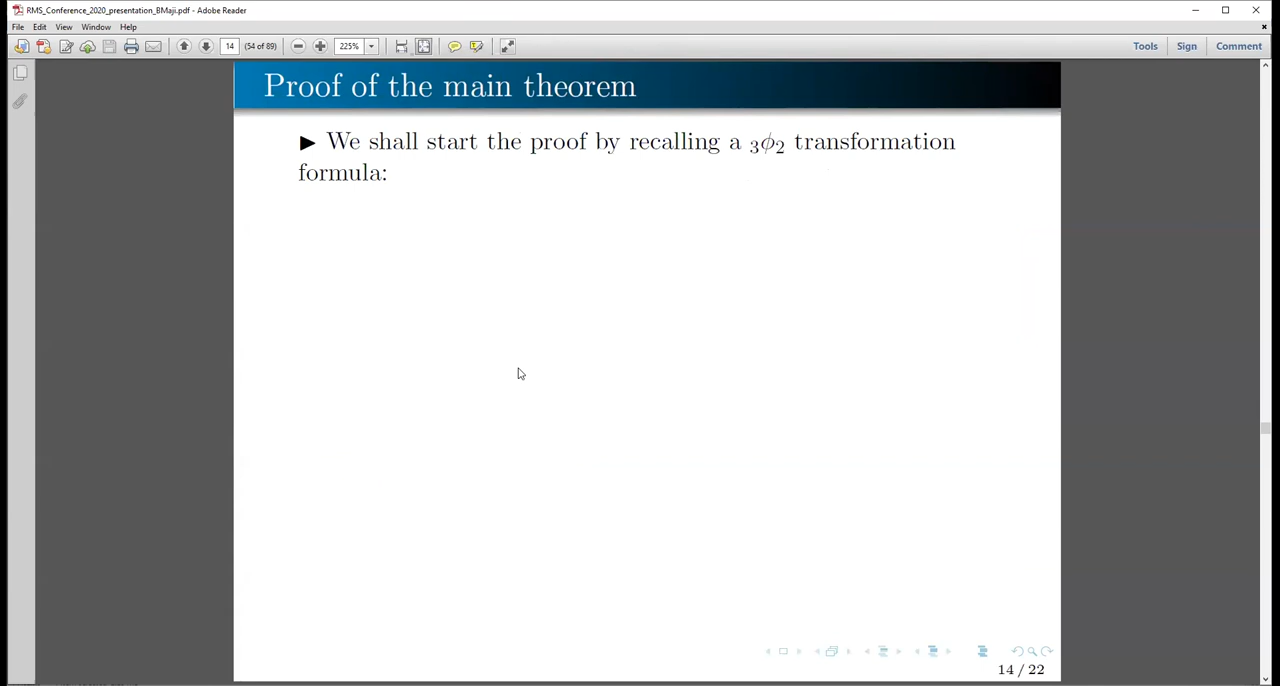 RMS_Conference_2020_presentation_BMaji.pdf - Adobe Reader
File Edit View Window Help
14 (54 of 89) 225% Tools Sign Comment
Proof of the main theorem
▶ We shall start the proof by recalling a ₃ϕ₂ transformation
formula:
14 / 22